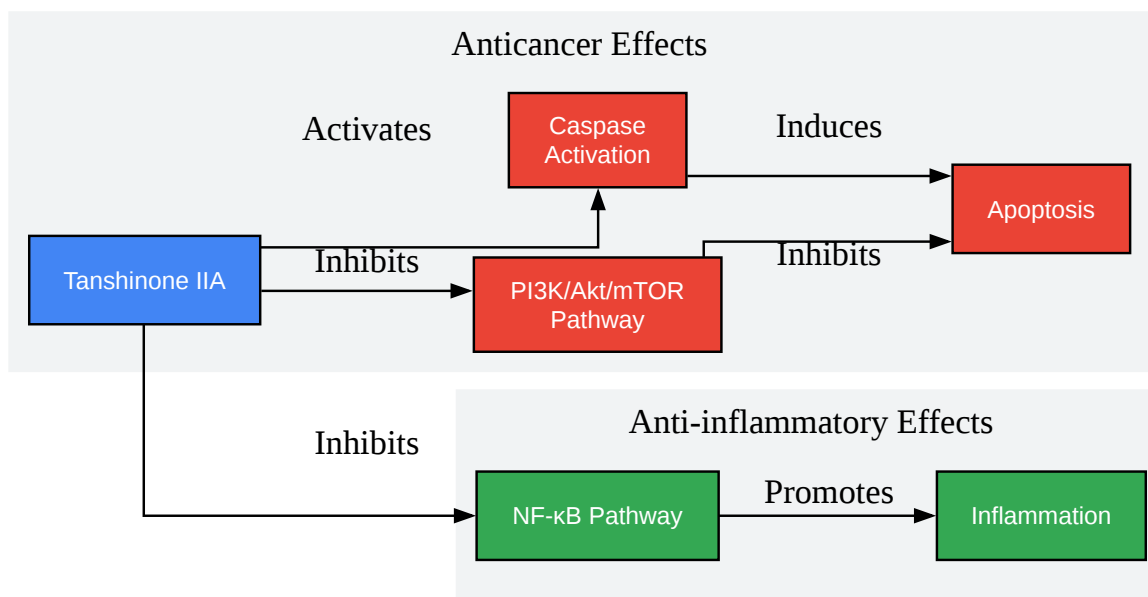 Anticancer Effects
Activates
Caspase
Activation
Induces
Apoptosis
Tanshinone IIA
Inhibits
PI3K/Akt/mTOR
Pathway
Inhibits
Anti-inflammatory Effects
Inhibits
NF-κB Pathway
Promotes
Inflammation